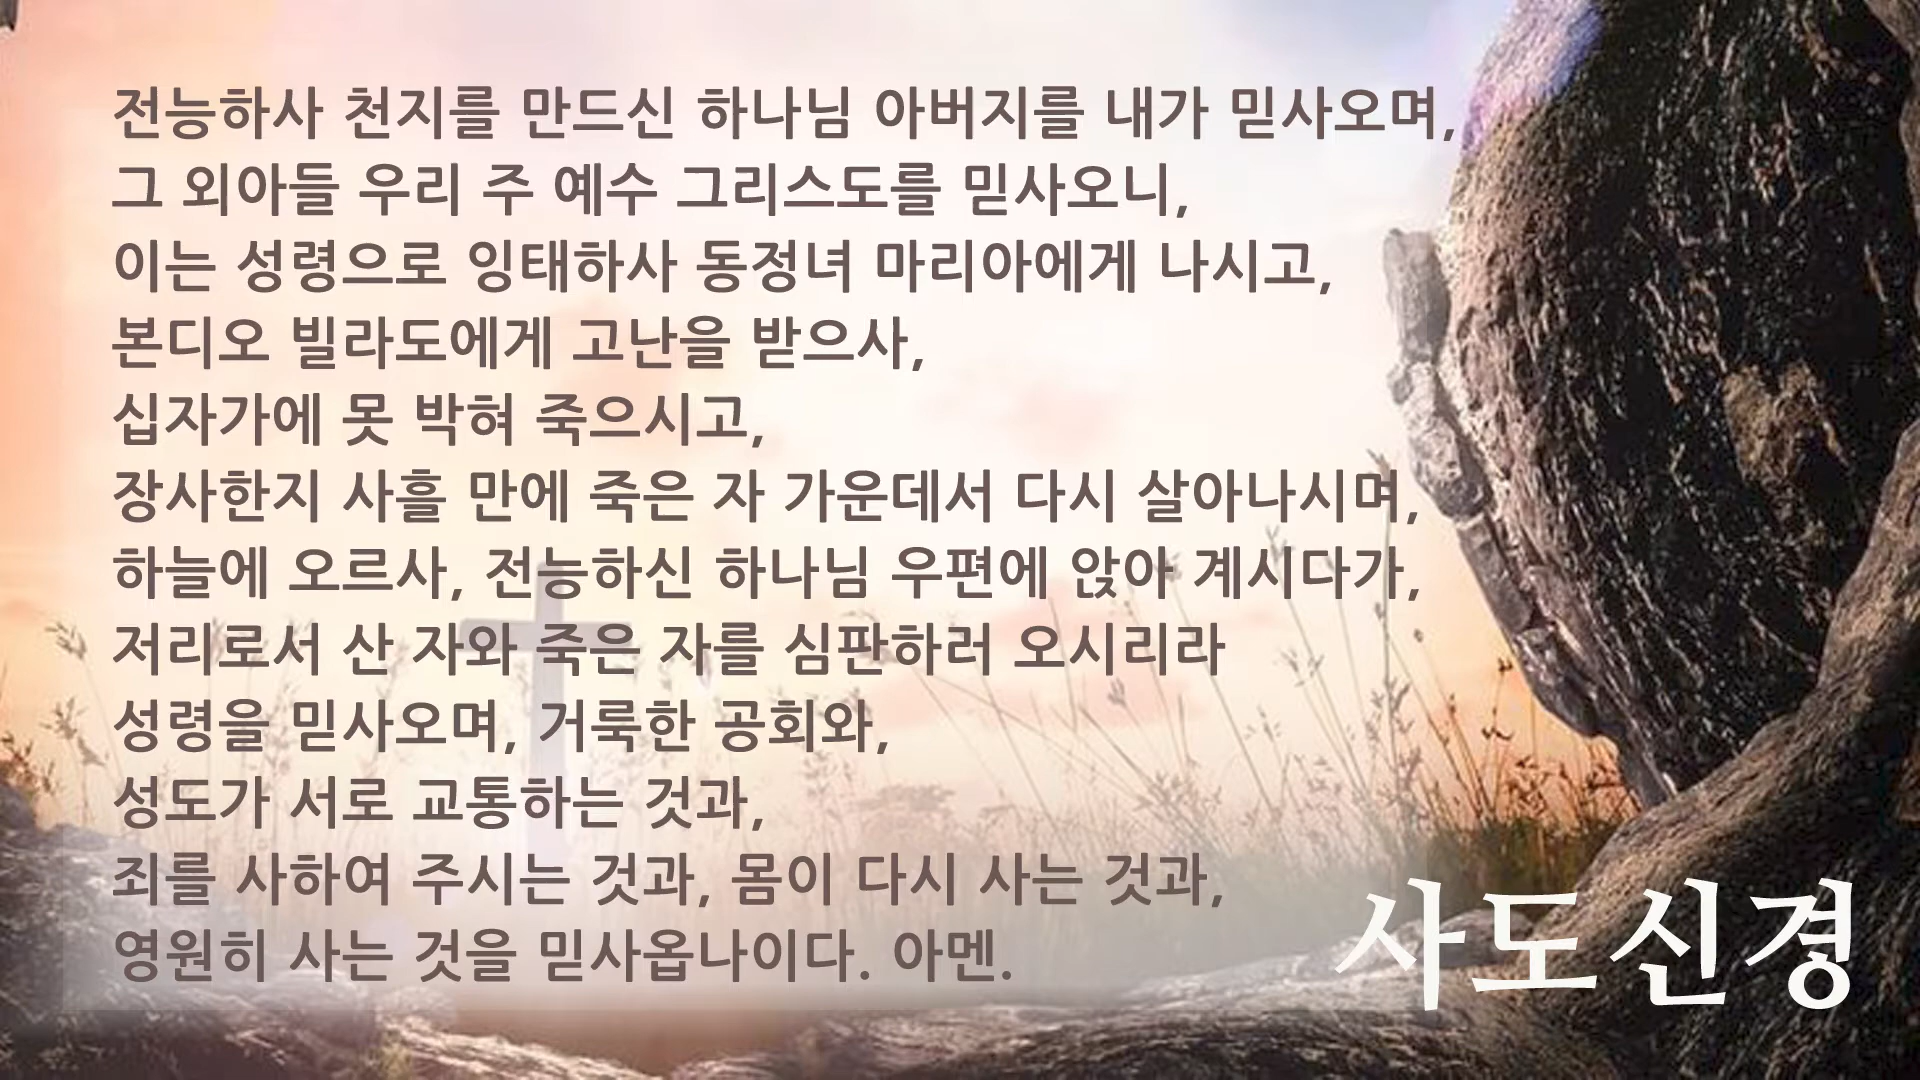 전능하사 천지를 만드신 하나님 아버지를 내가 믿사오며,
그 외아들 우리 주 예수 그리스도를 믿사오니,
이는 성령으로 잉태하사 동정녀 마리아에게 나시고,
본디오 빌라도에게 고난을 받으사,
십자가에 못 박혀 죽으시고,
장사한지 사흘 만에 죽은 자 가운데서 다시 살아나시며,
하늘에 오르사, 전능하신 하나님 우편에 앉아 계시다가,
저리로서 산 자와 죽은 자를 심판하러 오시리라
성령을 믿사오며, 거룩한 공회와,
성도가 서로 교통하는 것과,
죄를 사하여 주시는 것과, 몸이 다시 사는 것과,
영원히 사는 것을 믿사옵나이다. 아멘.
사도신경